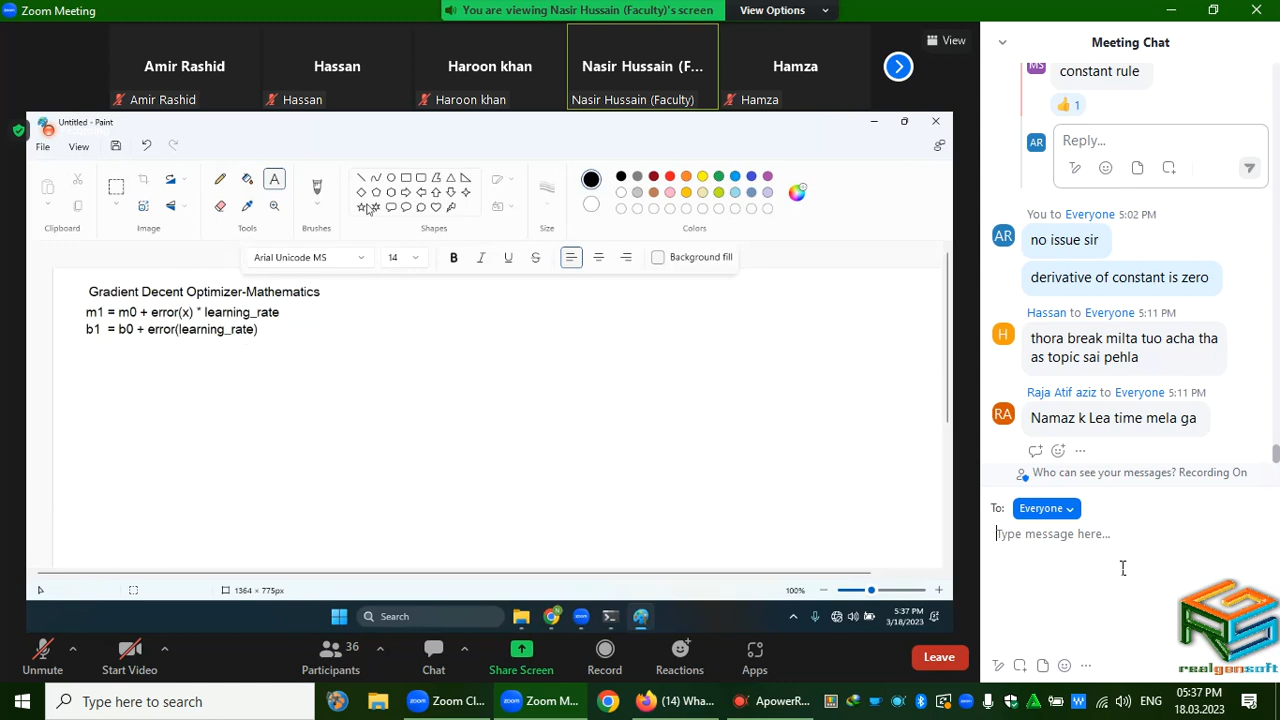 Zoom Meeting
You are viewing Nasir Hussain (Faculty)'s screen
View Options
Amir Rashid
Hassan
Haroon khan
Nasir Hussain (F...
Hamza
View
Amir Rashid
Hassan
Haroon khan
Nasir Hussain (Faculty)
Hamza
Untitled - Paint
File
View
Clipboard
Image
Tools
Brushes
Shapes
Size
Colors
Arial Unicode MS
14
B
I
U
S
Background fill
Gradient Decent Optimizer-Mathematics
m1 = m0 + error(x) * learning_rate
b1 = b0 + error(learning_rate)
1364 × 775px
100%
Search
5:37 PM
3/18/2023
Unmute
Start Video
36
Participants
Chat
Share Screen
Record
Reactions
Apps
Leave
Meeting Chat
MS
constant rule
1
AR
Reply...
You to Everyone 5:02 PM
AR
no issue sir
derivative of constant is zero
Hassan to Everyone 5:11 PM
H
thora break milta tuo acha tha
as topic sai pehla
Raja Atif aziz to Everyone 5:11 PM
RA
Namaz k Lea time mela ga
Who can see your messages? Recording On
To:
Everyone
Type message here...
realgensoft
Type here to search
Zoom Cl...
Zoom M...
(14) Wha...
ApowerR...
ENG
05:37 PM
18.03.2023